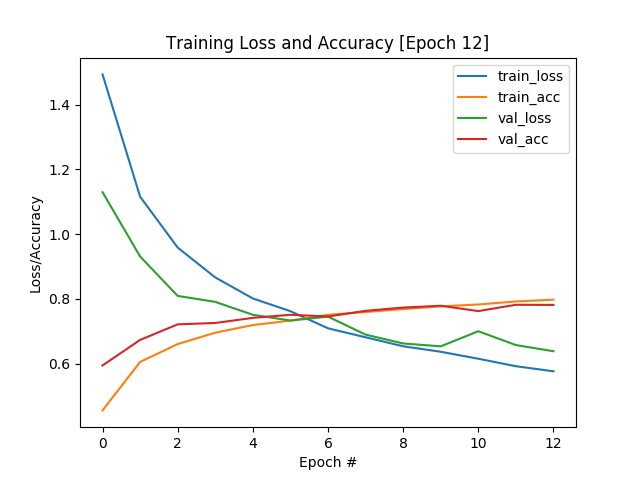 Training Loss and Accuracy [Epoch 12]
train_loss
train_acc
val_loss
val_acc
1.4
1.2
1.0
0.8
0.6
Loss/Accuracy
0 2 4 6 8 10 12
Epoch #